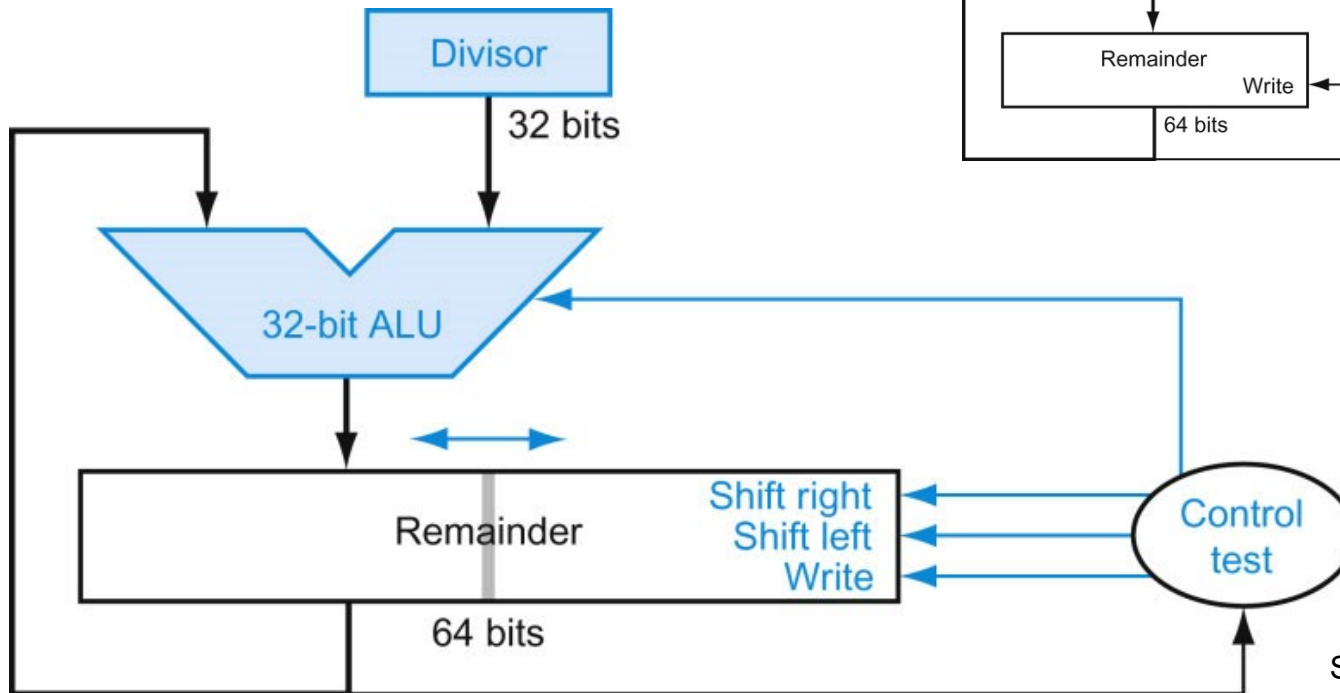 Divisor
32 bits
32-bit ALU
Remainder
Shift right
Shift left
Write
64 bits
Control
test
Remainder
Write
64 bits
S